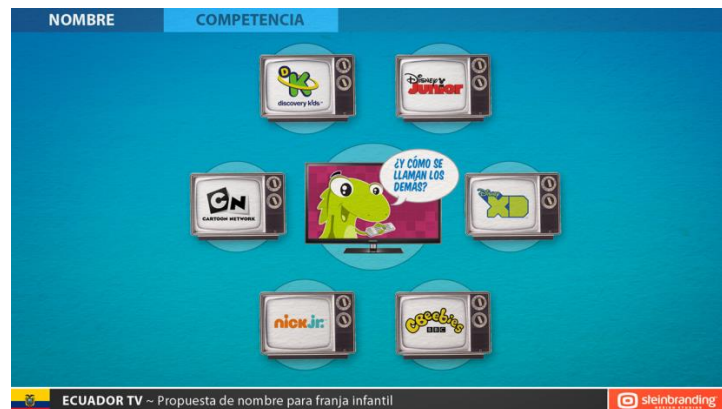 NOMBRE
COMPETENCIA
D
K
discovery kids
DISNEY
Junior
¿Y CÓMO SE
LLAMAN LOS
DEMÁS?
CN
CARTOON NETWORK
DISNEY
XD
nick jr.
CBeebies
BBC
ECUADOR TV ~ Propuesta de nombre para franja infantil
steinbranding